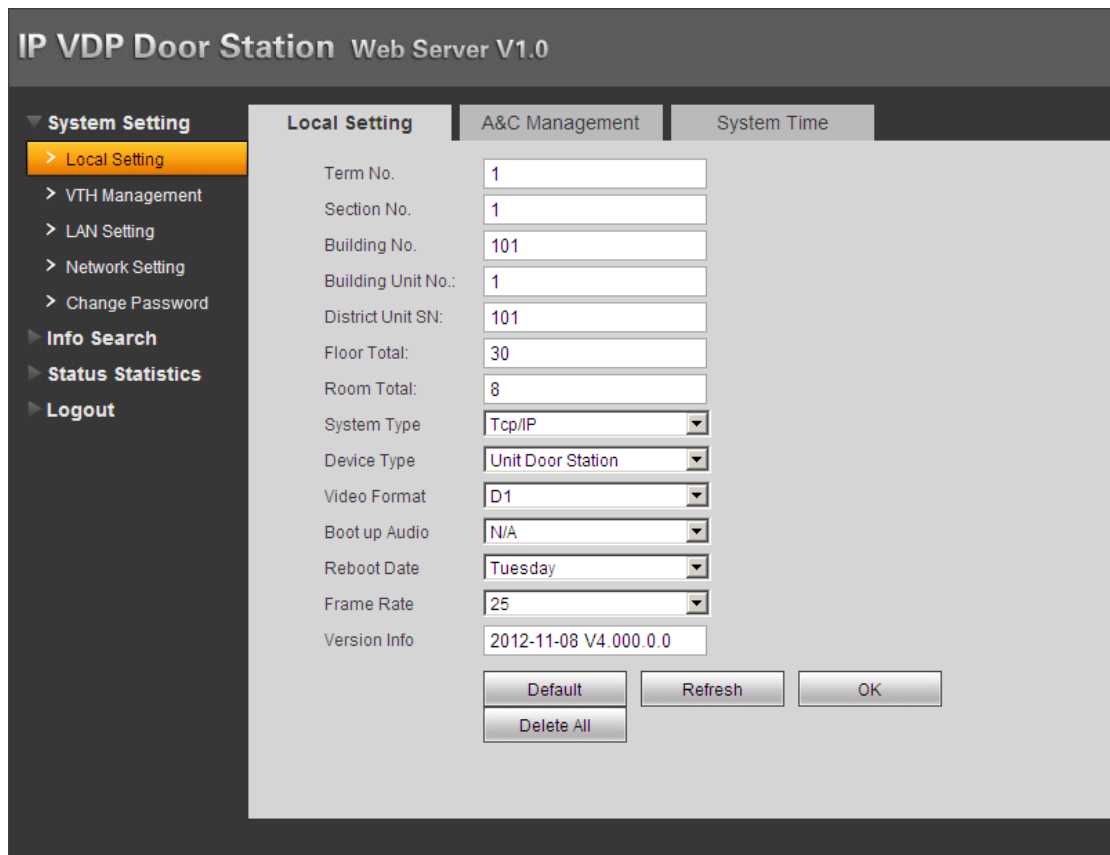 IP VDP Door Station Web Server V1.0
System Setting
Local Setting
VTH Management
LAN Setting
Network Setting
Change Password
Info Search
Status Statistics
Logout
Local Setting A&C Management System Time
Term No. 1
Section No. 1
Building No. 101
Building Unit No.: 1
District Unit SN: 101
Floor Total: 30
Room Total: 8
System Type Tcp/IP
Device Type Unit Door Station
Video Format D1
Boot up Audio N/A
Reboot Date Tuesday
Frame Rate 25
Version Info 2012-11-08 V4.000.0.0
Default Refresh OK
Delete All